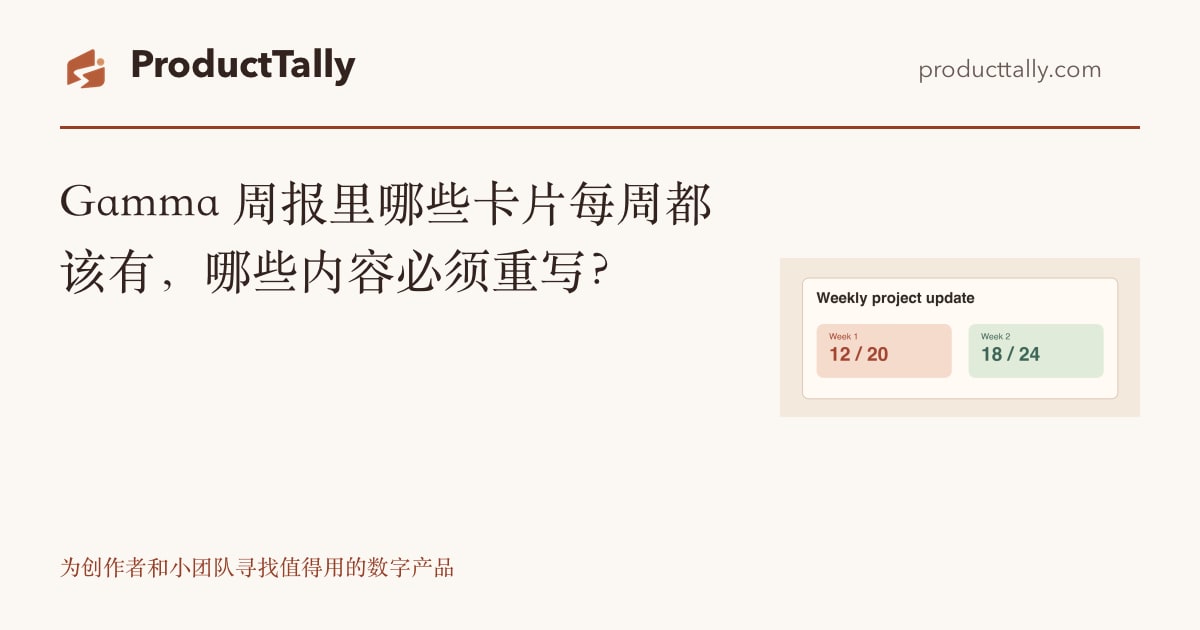 ProductTally
producttally.com
Gamma 周报里哪些卡片每周都
该有，哪些内容必须重写？
Weekly project update
Week 1
12 / 20
Week 2
18 / 24
为创作者和小团队寻找值得用的数字产品